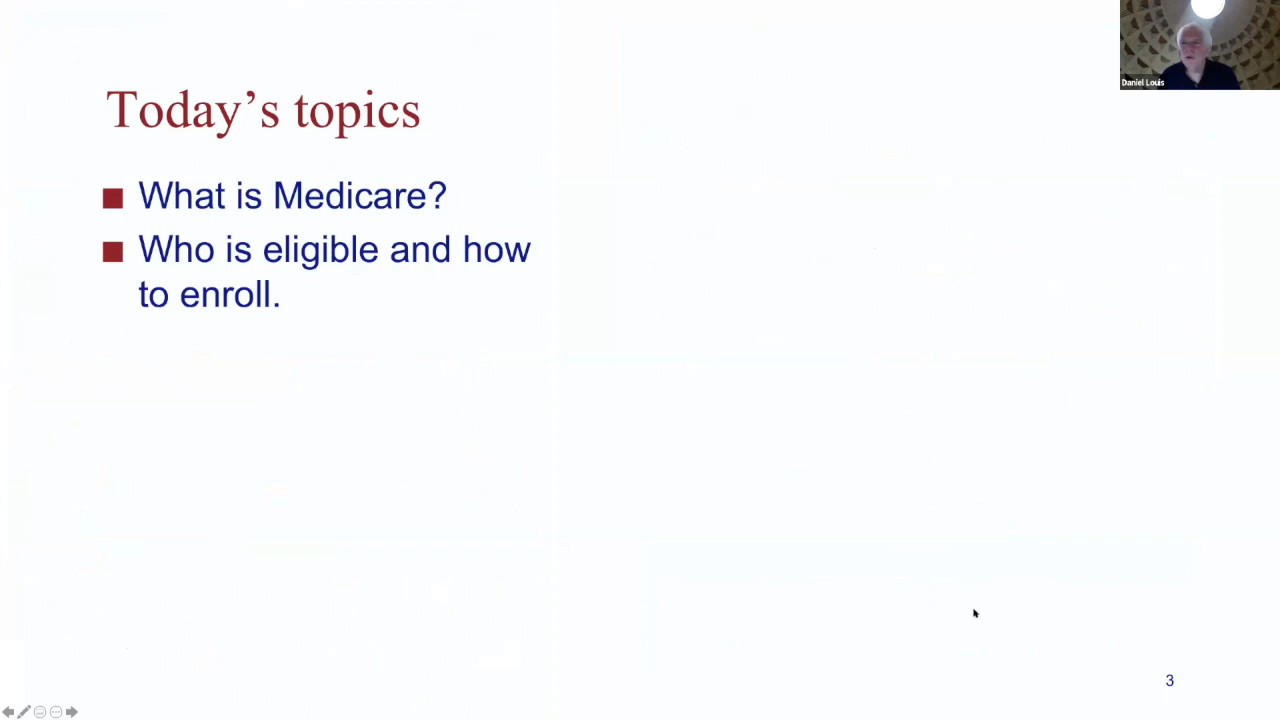 Daniel Louis
Today’s topics
What is Medicare?
Who is eligible and how
to enroll.
3